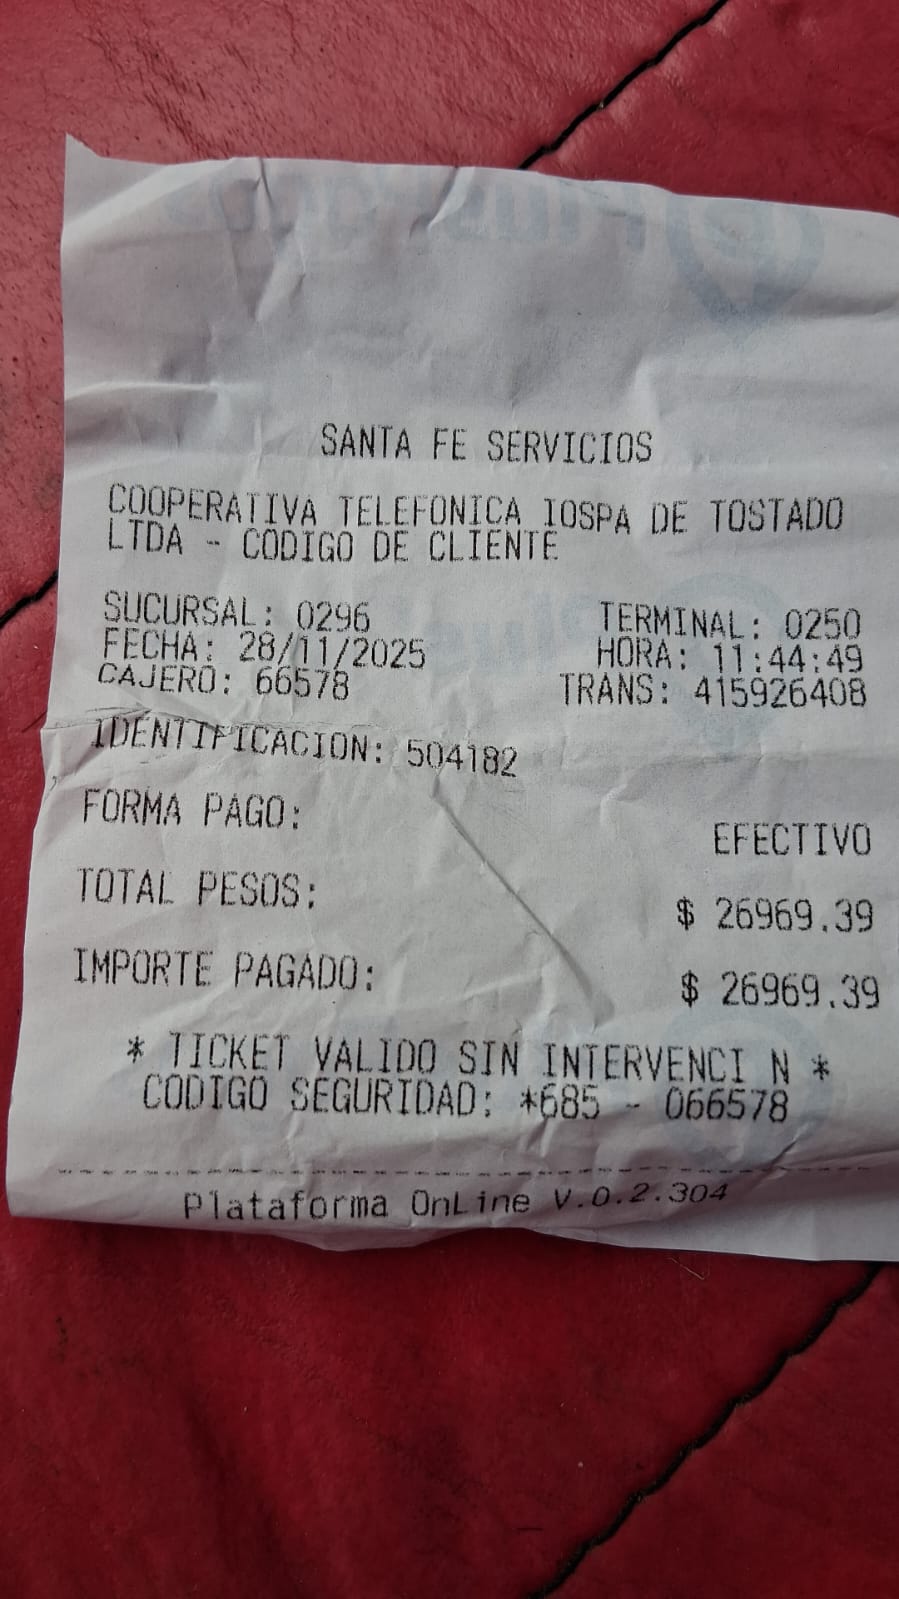 SANTA FE SERVICIOS
COOPERATIVA TELEFONICA IOSPA DE TOSTADO
LTDA - CODIGO DE CLIENTE
SUCURSAL: 0296 TERMINAL: 0250
FECHA: 28/11/2025 HORA: 11:44:49
CAJERO: 66578 TRANS: 415926408
IDENTIFICACION: 504182
FORMA PAGO: EFECTIVO
TOTAL PESOS: $ 26969.39
IMPORTE PAGADO: $ 26969.39
* TICKET VALIDO SIN INTERVENCI N *
CODIGO SEGURIDAD: *685 - 066578
Plataforma OnLine V.0.2.304